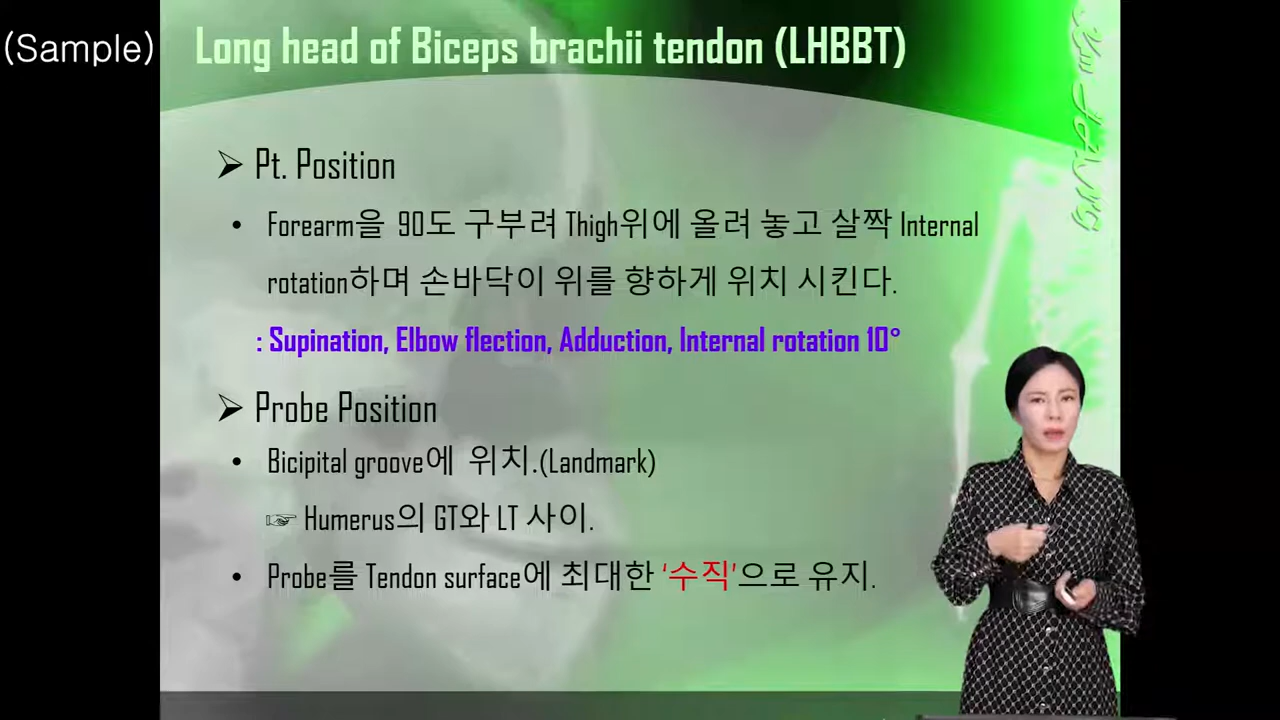 (Sample)
Long head of Biceps brachii tendon (LHBBT)
➢ Pt. Position
• Forearm을 90도 구부려 Thigh위에 올려 놓고 살짝 Internal
rotation하며 손바닥이 위를 향하게 위치 시킨다.
: Supination, Elbow flection, Adduction, Internal rotation 10°
➢ Probe Position
• Bicipital groove에 위치.(Landmark)
☞ Humerus의 GT와 LT 사이.
• Probe를 Tendon surface에 최대한 ‘수직’으로 유지.